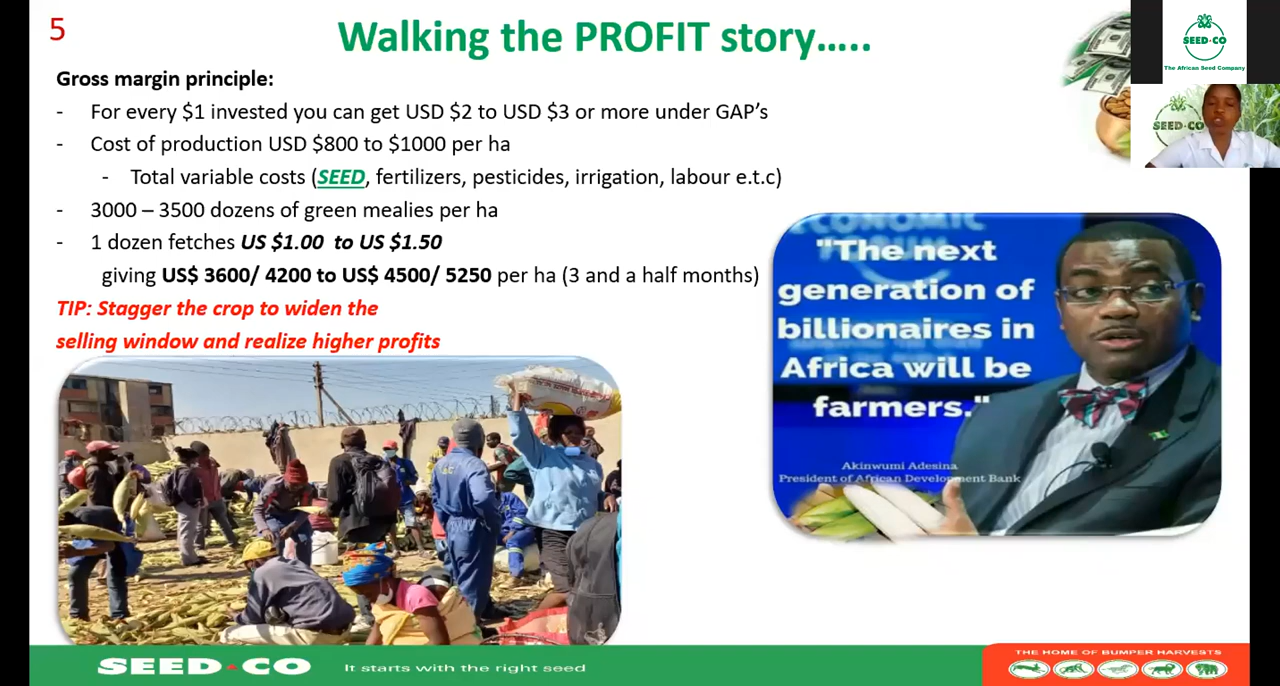 5
Walking the PROFIT story…..
SEED•CO
The African Seed Company
SEED•CO
Gross margin principle:
- For every $1 invested you can get USD $2 to USD $3 or more under GAP’s
- Cost of production USD $800 to $1000 per ha
- Total variable costs (SEED, fertilizers, pesticides, irrigation, labour e.t.c)
- 3000 – 3500 dozens of green mealies per ha
- 1 dozen fetches US $1.00 to US $1.50
giving US$ 3600/ 4200 to US$ 4500/ 5250 per ha (3 and a half months)
TIP: Stagger the crop to widen the
selling window and realize higher profits
ECONOMIC
"The next
generation of
billionaires in
Africa will be
farmers."
Akinwumi Adesina
President of African Development Bank
SEED•CO It starts with the right seed
THE HOME OF BUMPER HARVESTS